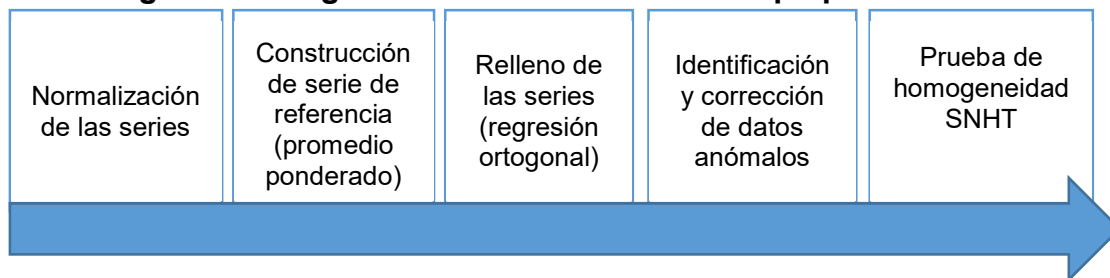 Normalización
de las series
Construcción
de serie de
referencia
(promedio
ponderado)
Relleno de
las series
(regresión
ortogonal)
Identificación
y corrección
de datos
anómalos
Prueba de
homogeneidad
SNHT